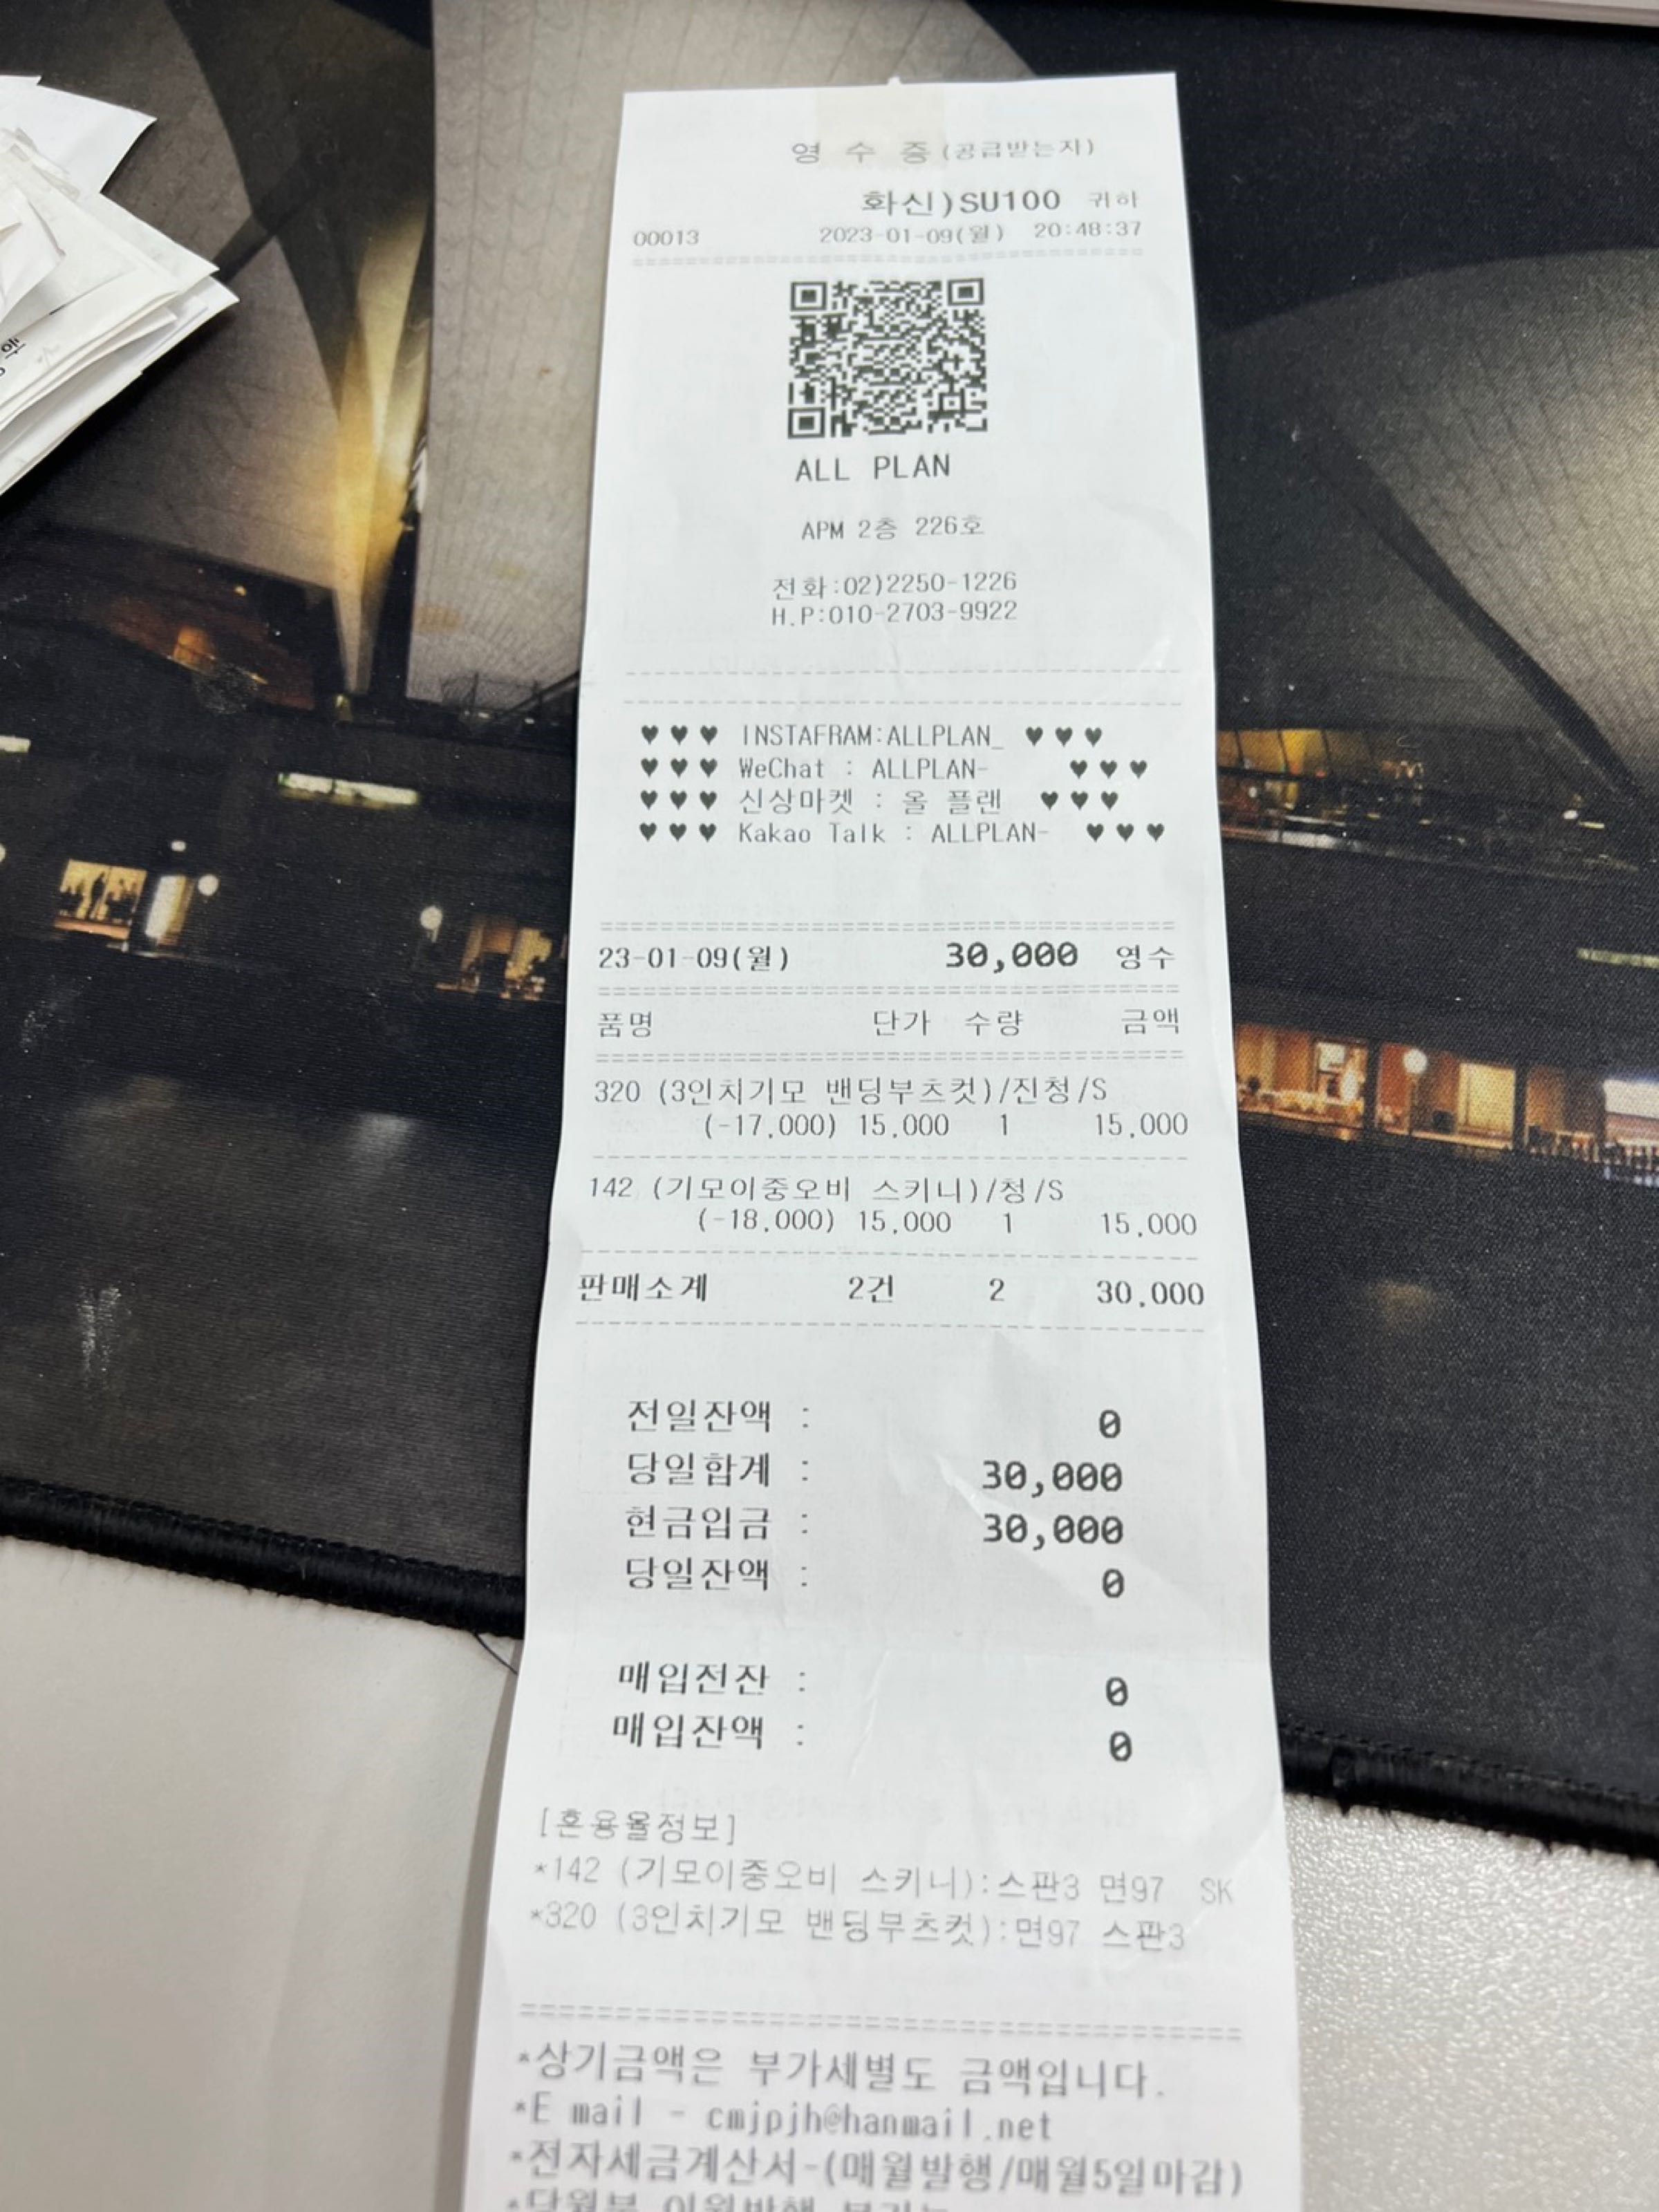 영 수 증(공급받는자)
화신)SU100 귀하
00013 2023-01-09(월) 20:48:37
ALL PLAN
APM 2층 226호
전화:02)2250-1226
H.P:010-2703-9922
♥♥♥ INSTAFRAM:ALLPLAN_ ♥♥♥
♥♥♥ WeChat : ALLPLAN- ♥♥♥
♥♥♥ 신상마켓 : 올 플랜 ♥♥♥
♥♥♥ Kakao Talk : ALLPLAN- ♥♥♥
23-01-09(월) 30,000 영수
품명 단가 수량 금액
320 (3인치기모 밴딩부츠컷)/진청/S
(-17,000) 15,000 1 15,000
142 (기모이중오비 스키니)/청/S
(-18,000) 15,000 1 15,000
판매소계 2건 2 30,000
전일잔액 : 0
당일합계 : 30,000
현금입금 : 30,000
당일잔액 : 0
매입전잔 : 0
매입잔액 : 0
[혼용율정보]
*142 (기모이중오비 스키니):스판3 면97 SK
*320 (3인치기모 밴딩부츠컷):면97 스판3
*상기금액은 부가세별도 금액입니다.
*E mail - cmjpjh@hanmail.net
*전자세금계산서-(매월발행/매월5일마감)